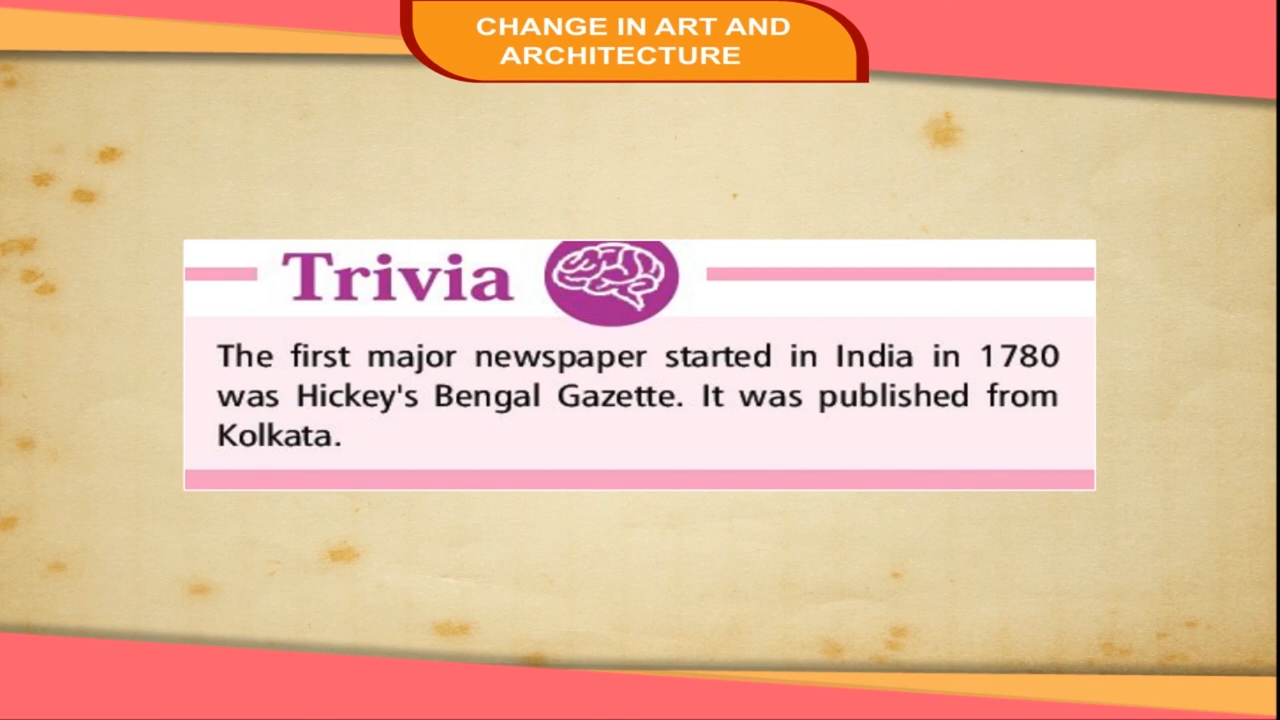 CHANGE IN ART AND
ARCHITECTURE
Trivia
The first major newspaper started in India in 1780
was Hickey's Bengal Gazette. It was published from
Kolkata.